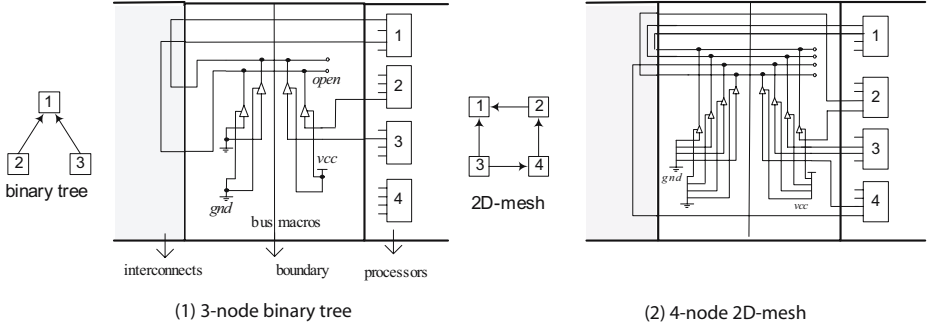 1
2
3
binary tree
1
2
3
4
open
vcc
gnd
bus macros
interconnects
boundary
processors
(1) 3-node binary tree
1
2
3
4
2D-mesh
1
2
3
4
gnd
vcc
(2) 4-node 2D-mesh